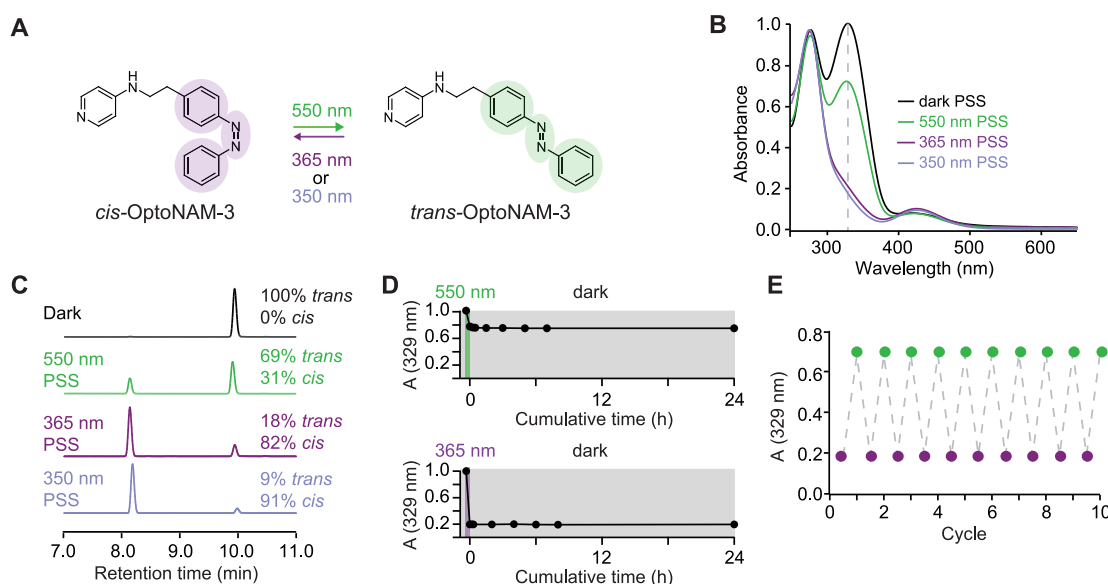 A
H
N
N
N
N
cis-OptoNAM-3
550 nm
365 nm
or
350 nm
H
N
N
N
N
trans-OptoNAM-3
B
Absorbance
1.0
0.8
0.6
0.4
0.2
0.0
300 400 500 600
Wavelength (nm)
dark PSS
550 nm PSS
365 nm PSS
350 nm PSS
C
Dark
100% trans
0% cis
550 nm
PSS
69% trans
31% cis
365 nm
PSS
18% trans
82% cis
350 nm
PSS
9% trans
91% cis
7.0 8.0 9.0 10.0 11.0
Retention time (min)
D
550 nm
dark
A (329 nm)
1.0
0.6
0.2
0 12 24
Cumulative time (h)
365 nm
dark
A (329 nm)
1.0
0.6
0.2
0 12 24
Cumulative time (h)
E
A (329 nm)
0.8
0.6
0.4
0.2
0.0
0 2 4 6 8 10
Cycle